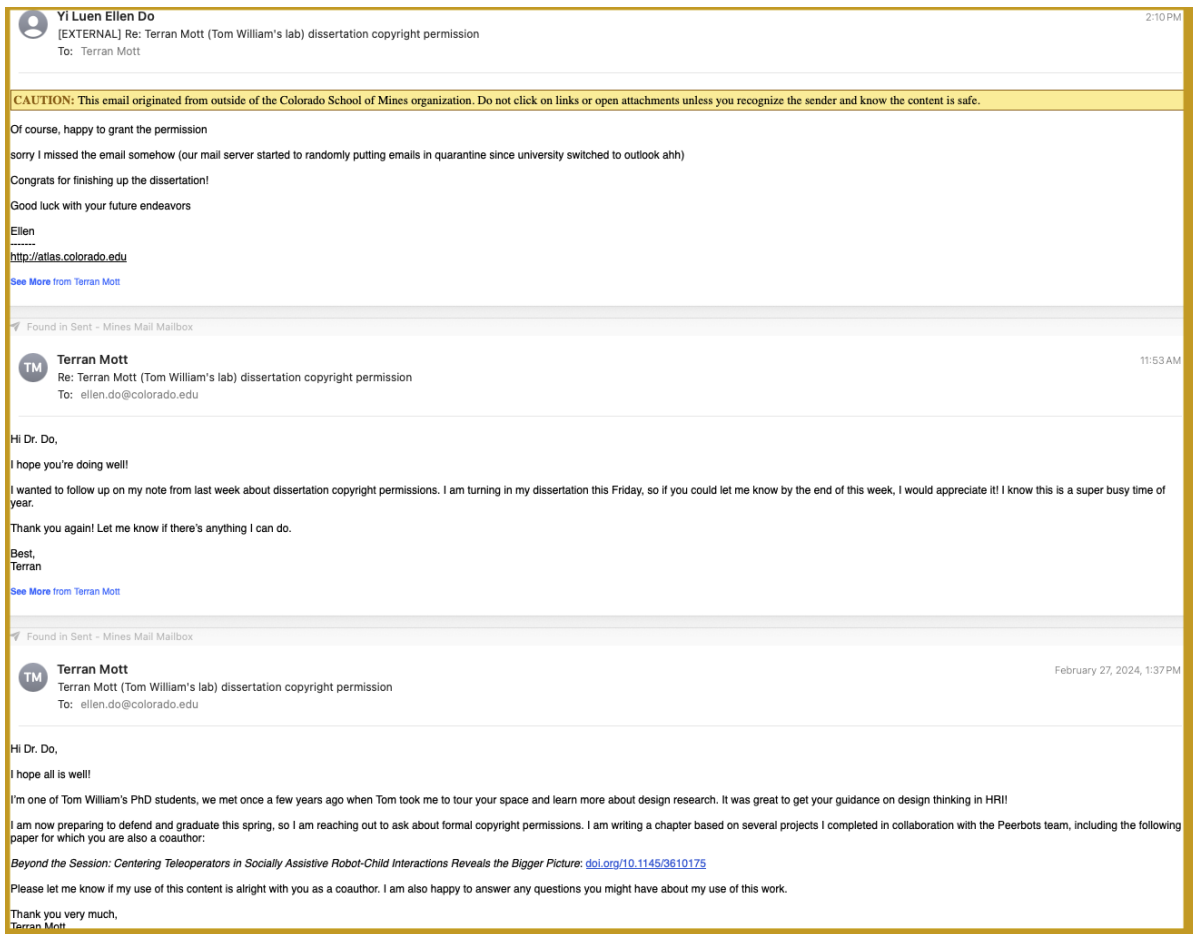 Yi Luen Ellen Do
2:10 PM
[EXTERNAL] Re: Terran Mott (Tom William's lab) dissertation copyright permission
To: Terran Mott
CAUTION: This email originated from outside of the Colorado School of Mines organization. Do not click on links or open attachments unless you recognize the sender and know the content is safe.
Of course, happy to grant the permission
sorry I missed the email somehow (our mail server started to randomly putting emails in quarantine since university switched to outlook ahh)
Congrats for finishing up the dissertation!
Good luck with your future endeavors
Ellen
-------
http://atlas.colorado.edu
See More from Terran Mott
Found in Sent - Mines Mail Mailbox
TM
Terran Mott
11:53 AM
Re: Terran Mott (Tom William's lab) dissertation copyright permission
To: ellen.do@colorado.edu
Hi Dr. Do,
I hope you're doing well!
I wanted to follow up on my note from last week about dissertation copyright permissions. I am turning in my dissertation this Friday, so if you could let me know by the end of this week, I would appreciate it! I know this is a super busy time of
year.
Thank you again! Let me know if there's anything I can do.
Best,
Terran
See More from Terran Mott
Found in Sent - Mines Mail Mailbox
TM
Terran Mott
February 27, 2024, 1:37 PM
Terran Mott (Tom William's lab) dissertation copyright permission
To: ellen.do@colorado.edu
Hi Dr. Do,
I hope all is well!
I'm one of Tom William's PhD students, we met once a few years ago when Tom took me to tour your space and learn more about design research. It was great to get your guidance on design thinking in HRI!
I am now preparing to defend and graduate this spring, so I am reaching out to ask about formal copyright permissions. I am writing a chapter based on several projects I completed in collaboration with the Peerbots team, including the following
paper for which you are also a coauthor:
Beyond the Session: Centering Teleoperators in Socially Assistive Robot-Child Interactions Reveals the Bigger Picture: doi.org/10.1145/3610175
Please let me know if my use of this content is alright with you as a coauthor. I am also happy to answer any questions you might have about my use of this work.
Thank you very much,
Terran Mott